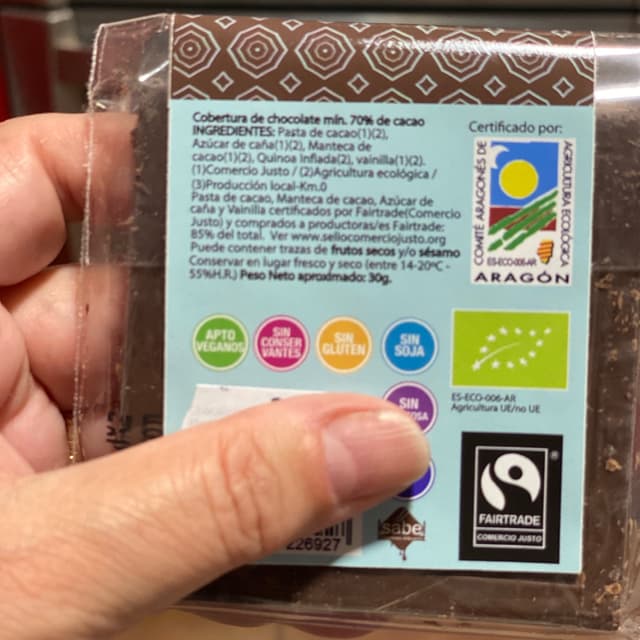 Cobertura de chocolate mín. 70% de cacao
INGREDIENTES: Pasta de cacao(1)(2),
Azúcar de caña(1)(2), Manteca de
cacao(1)(2), Quinoa inflada(2), vainilla(1)(2).
(1)Comercio Justo / (2)Agricultura ecológica /
(3)Producción local-Km.0
Pasta de cacao, Manteca de cacao, Azúcar de
caña y Vainilla certificados por Fairtrade(Comercio
Justo) y comprados a productoras/es Fairtrade:
85% del total. Ver www.sellocomerciojusto.org
Puede contener trazas de frutos secos y/o sésamo
Conservar en lugar fresco y seco (entre 14-20ºC -
55%H.R.) Peso Neto aproximado: 30g.
Certificado por:
COMITÉ ARAGONÉS DE
AGRICULTURA ECOLÓGICA
ES-ECO-006-AR
ARAGÓN
APTO
VEGANOS
SIN
CONSER
VANTES
SIN
GLUTEN
SIN
SOJA
SIN
ES-ECO-006-AR
Agricultura UE/no UE
FAIRTRADE
COMERCIO JUSTO
®
sabe
226927